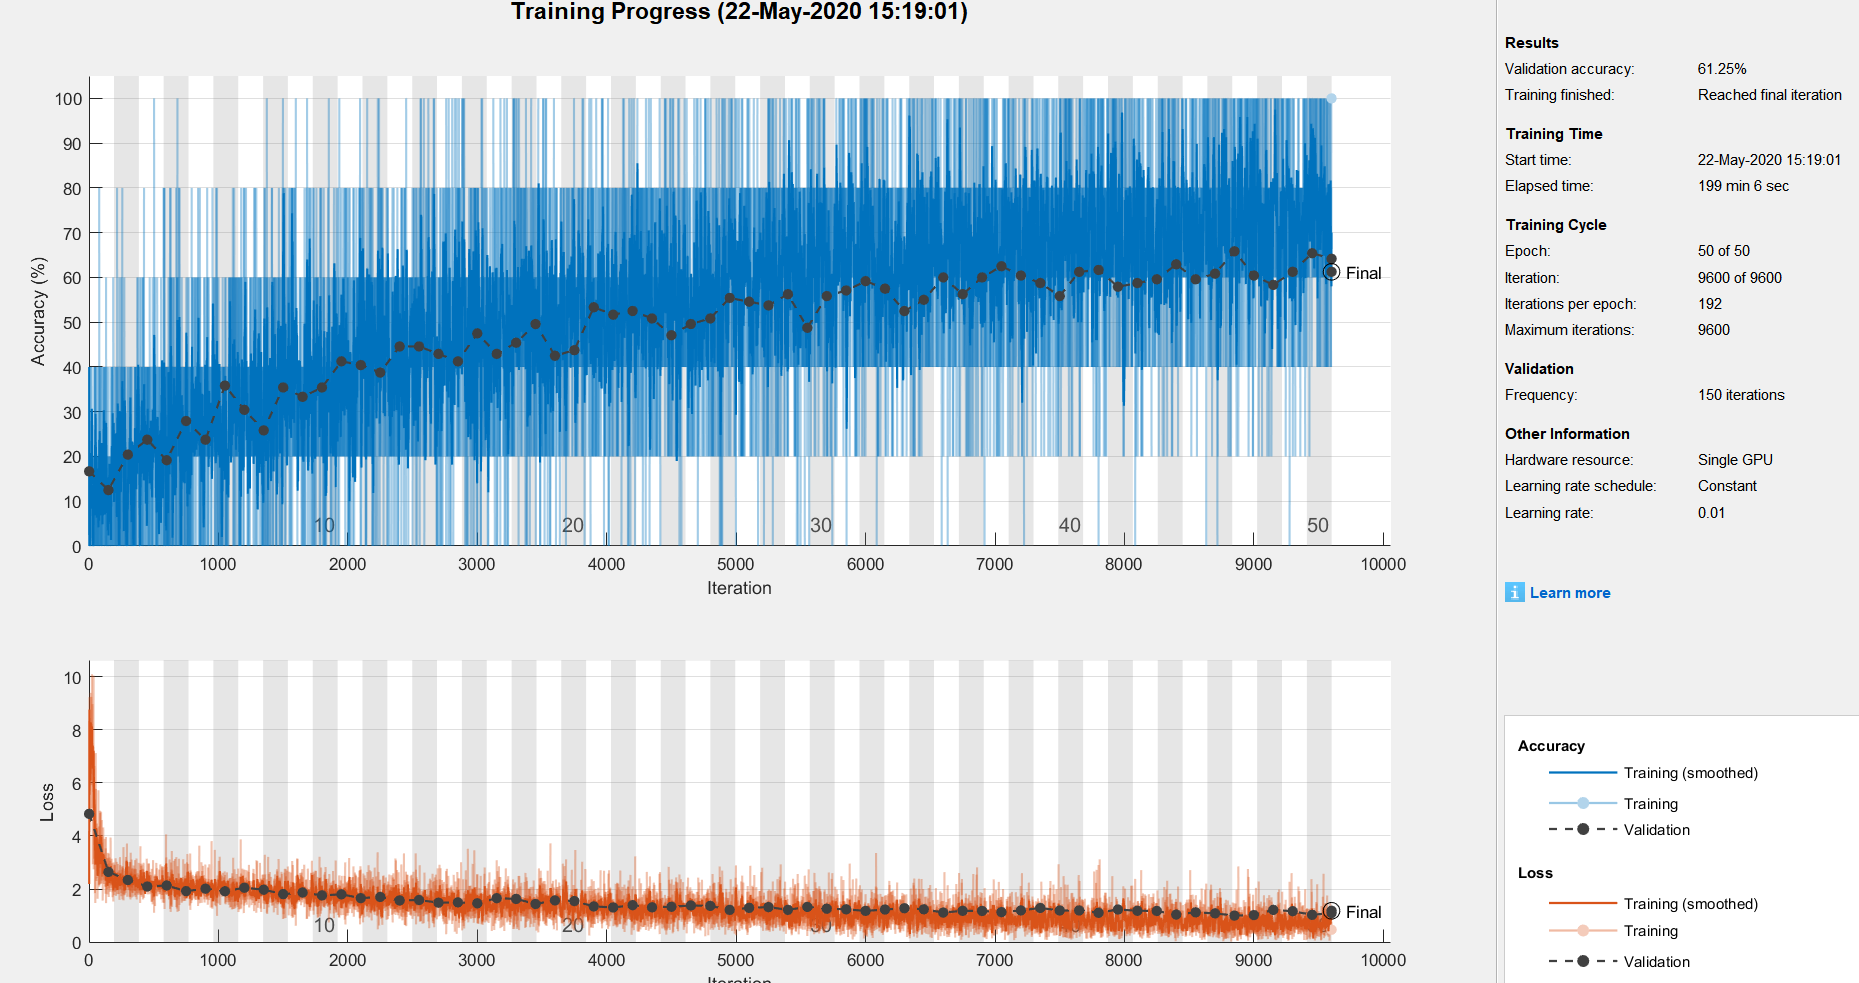 Training Progress (22-May-2020 15:19:01)
100
90
80
70
60
50
40
30
20
10
0
Accuracy (%)
10
20
30
40
50
Final
0
1000
2000
3000
4000
5000
6000
7000
8000
9000
10000
Iteration
10
8
6
4
2
0
Loss
10
20
30
Final
0
1000
2000
3000
4000
5000
6000
7000
8000
9000
10000
Iteration
Results
Validation accuracy: 61.25%
Training finished: Reached final iteration
Training Time
Start time: 22-May-2020 15:19:01
Elapsed time: 199 min 6 sec
Training Cycle
Epoch: 50 of 50
Iteration: 9600 of 9600
Iterations per epoch: 192
Maximum iterations: 9600
Validation
Frequency: 150 iterations
Other Information
Hardware resource: Single GPU
Learning rate schedule: Constant
Learning rate: 0.01
i Learn more
Accuracy
Training (smoothed)
Training
Validation
Loss
Training (smoothed)
Training
Validation